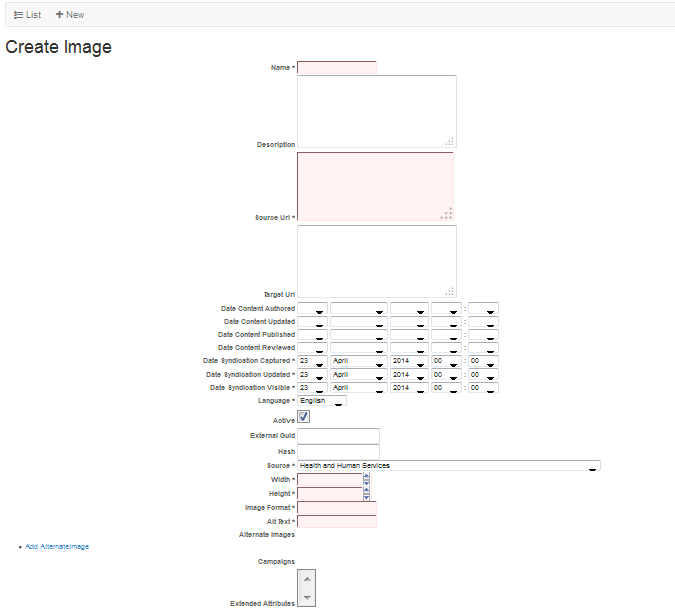 List New
Create Image
Name *
Description
Source Url *
Target Url
Date Content Authored :
Date Content Updated :
Date Content Published :
Date Content Reviewed :
Date Syndication Captured * 23 April 2014 00 : 00
Date Syndication Updated * 23 April 2014 00 : 00
Date Syndication Visible * 23 April 2014 00 : 00
Language * English
Active
External Guid
Hash
Source * Health and Human Services
Width *
Height *
Image Format *
Alt Text *
Alternate Images
• Add AlternateImage
Campaigns
Extended Attributes